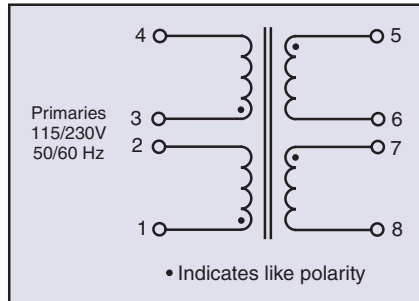 4
5
Primaries
115/230V
50/60 Hz
3
6
2
7
1
8
• Indicates like polarity